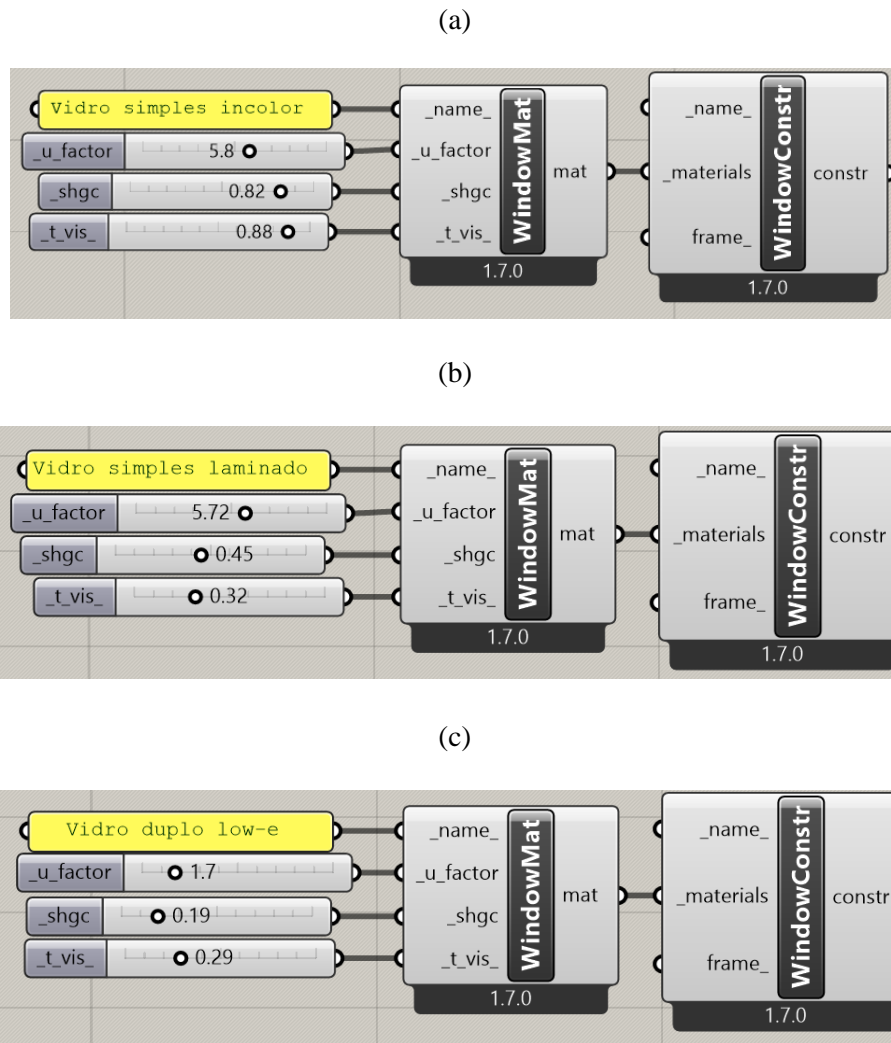 (a)
Vidro simples incolor
_u_factor 5.8
_shgc 0.82
_t_vis_ 0.88
_name_
_u_factor
_shgc
_t_vis_
WindowMat
mat
1.7.0
_name_
_materials
frame_
WindowConstr
constr
1.7.0
(b)
Vidro simples laminado
_u_factor 5.72
_shgc 0.45
_t_vis_ 0.32
_name_
_u_factor
_shgc
_t_vis_
WindowMat
mat
1.7.0
_name_
_materials
frame_
WindowConstr
constr
1.7.0
(c)
Vidro duplo low-e
_u_factor 1.7
_shgc 0.19
_t_vis_ 0.29
_name_
_u_factor
_shgc
_t_vis_
WindowMat
mat
1.7.0
_name_
_materials
frame_
WindowConstr
constr
1.7.0